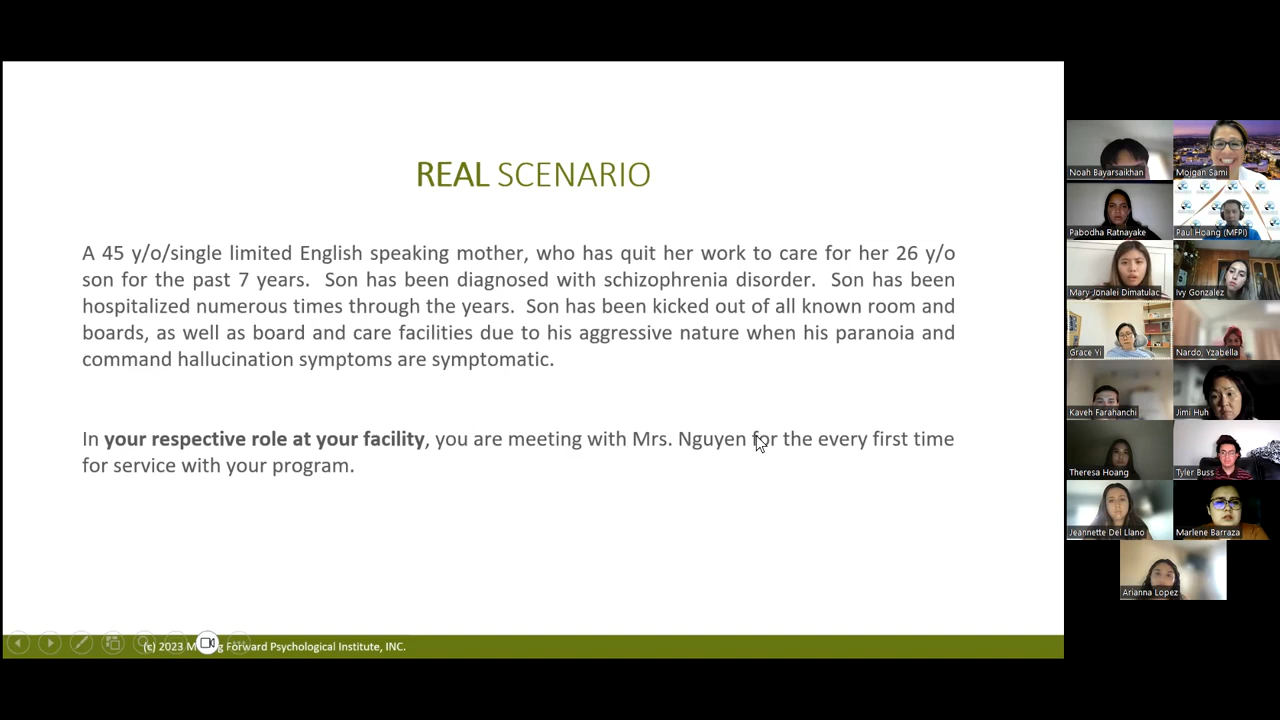 REAL SCENARIO
A 45 y/o/single limited English speaking mother, who has quit her work to care for her 26 y/o
son for the past 7 years. Son has been diagnosed with schizophrenia disorder. Son has been
hospitalized numerous times through the years. Son has been kicked out of all known room and
boards, as well as board and care facilities due to his aggressive nature when his paranoia and
command hallucination symptoms are symptomatic.
In your respective role at your facility, you are meeting with Mrs. Nguyen for the every first time
for service with your program.
(c) 2023 M g Forward Psychological Institute, INC.
Noah Bayarsaikhan
Mojgan Sami
Pabodha Ratnayake
Paul Hoang (MFPI)
Mary Jonalei Dimatulac
Ivy Gonzalez
Grace Yi
Nardo, Yzabella
Kaveh Farahanchi
Jimi Huh
Theresa Hoang
Tyler Buss
Jeannette Del Llano
Marlene Barraza
Arianna Lopez